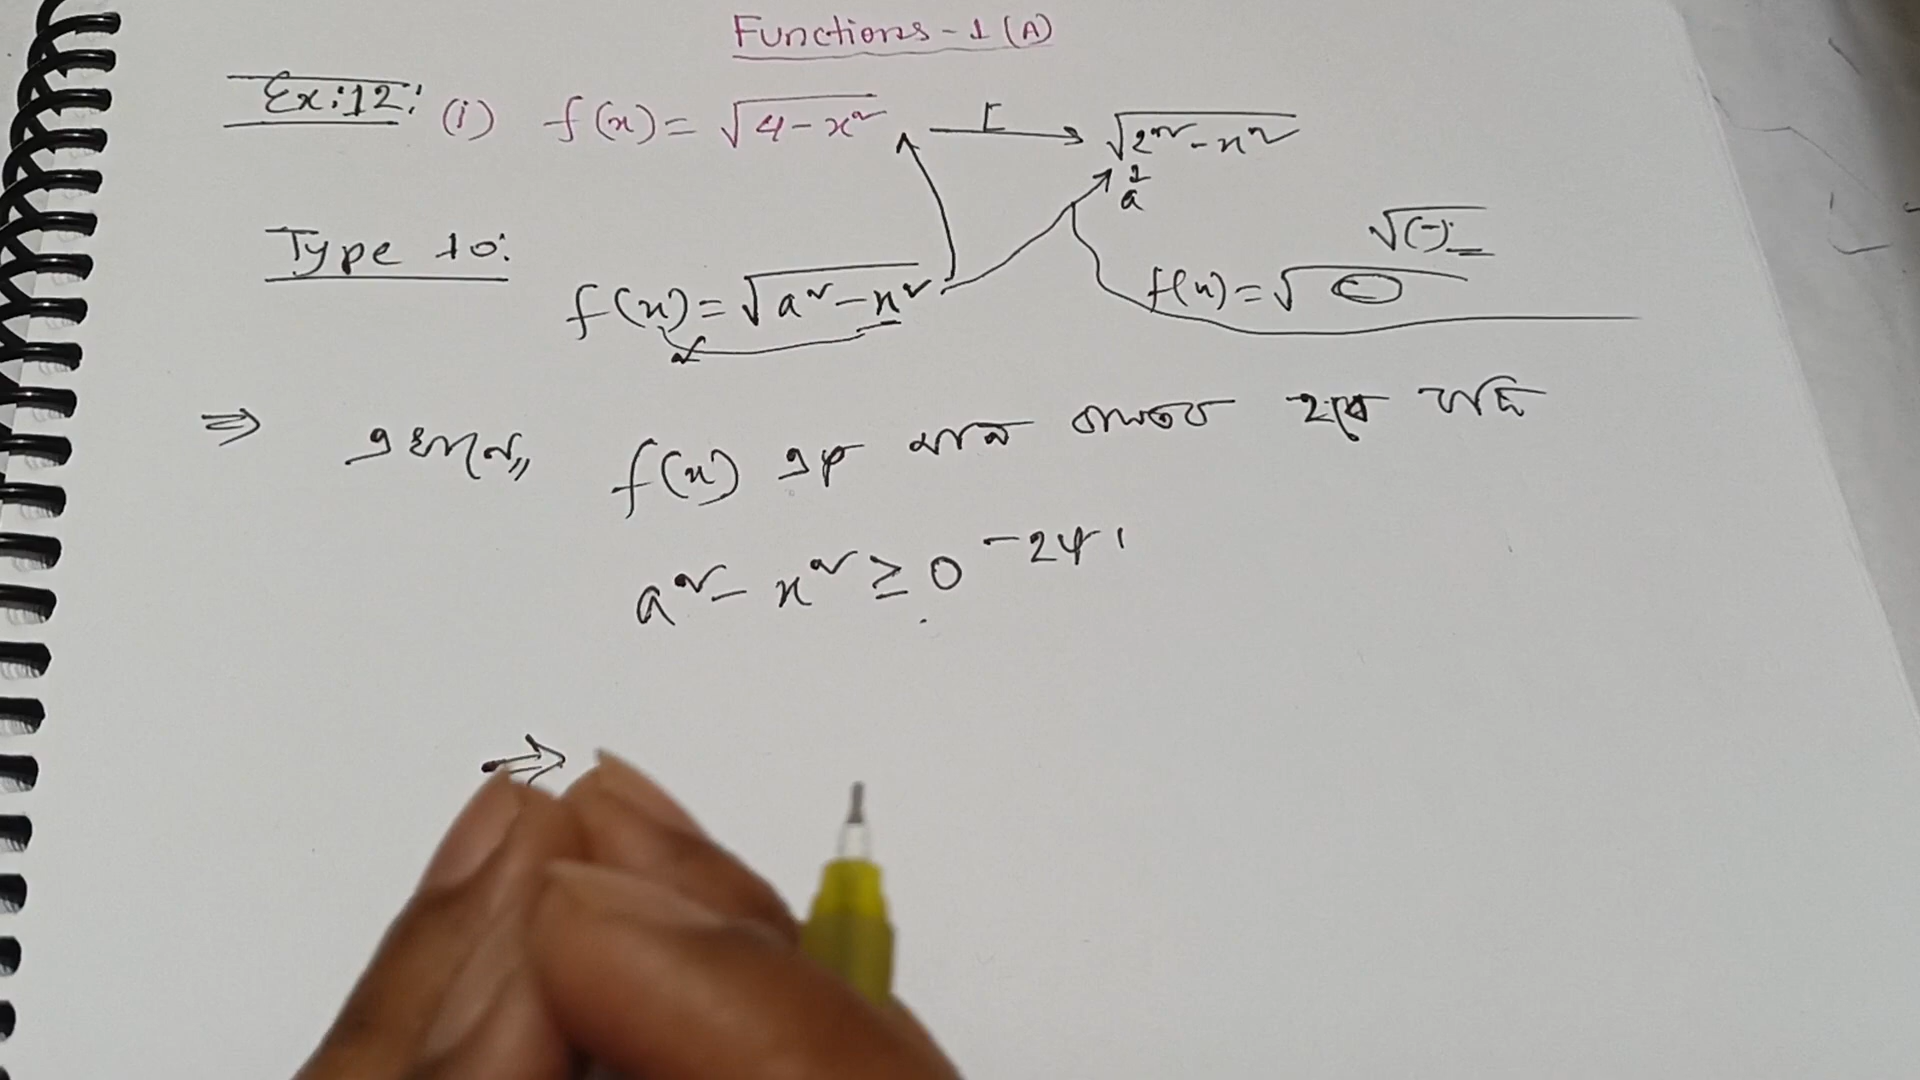 Functions - 1 (A)
Ex:12: (i) f(x) = √4-x² → √2²-x²
a
√(-)
Type 10:
f(x) = √a²-x²
f(x) = √
⇒ এখানে, f(x) এর মান বাস্তব হবে যদি
a² - x² ≥ 0 হয়।
⇒